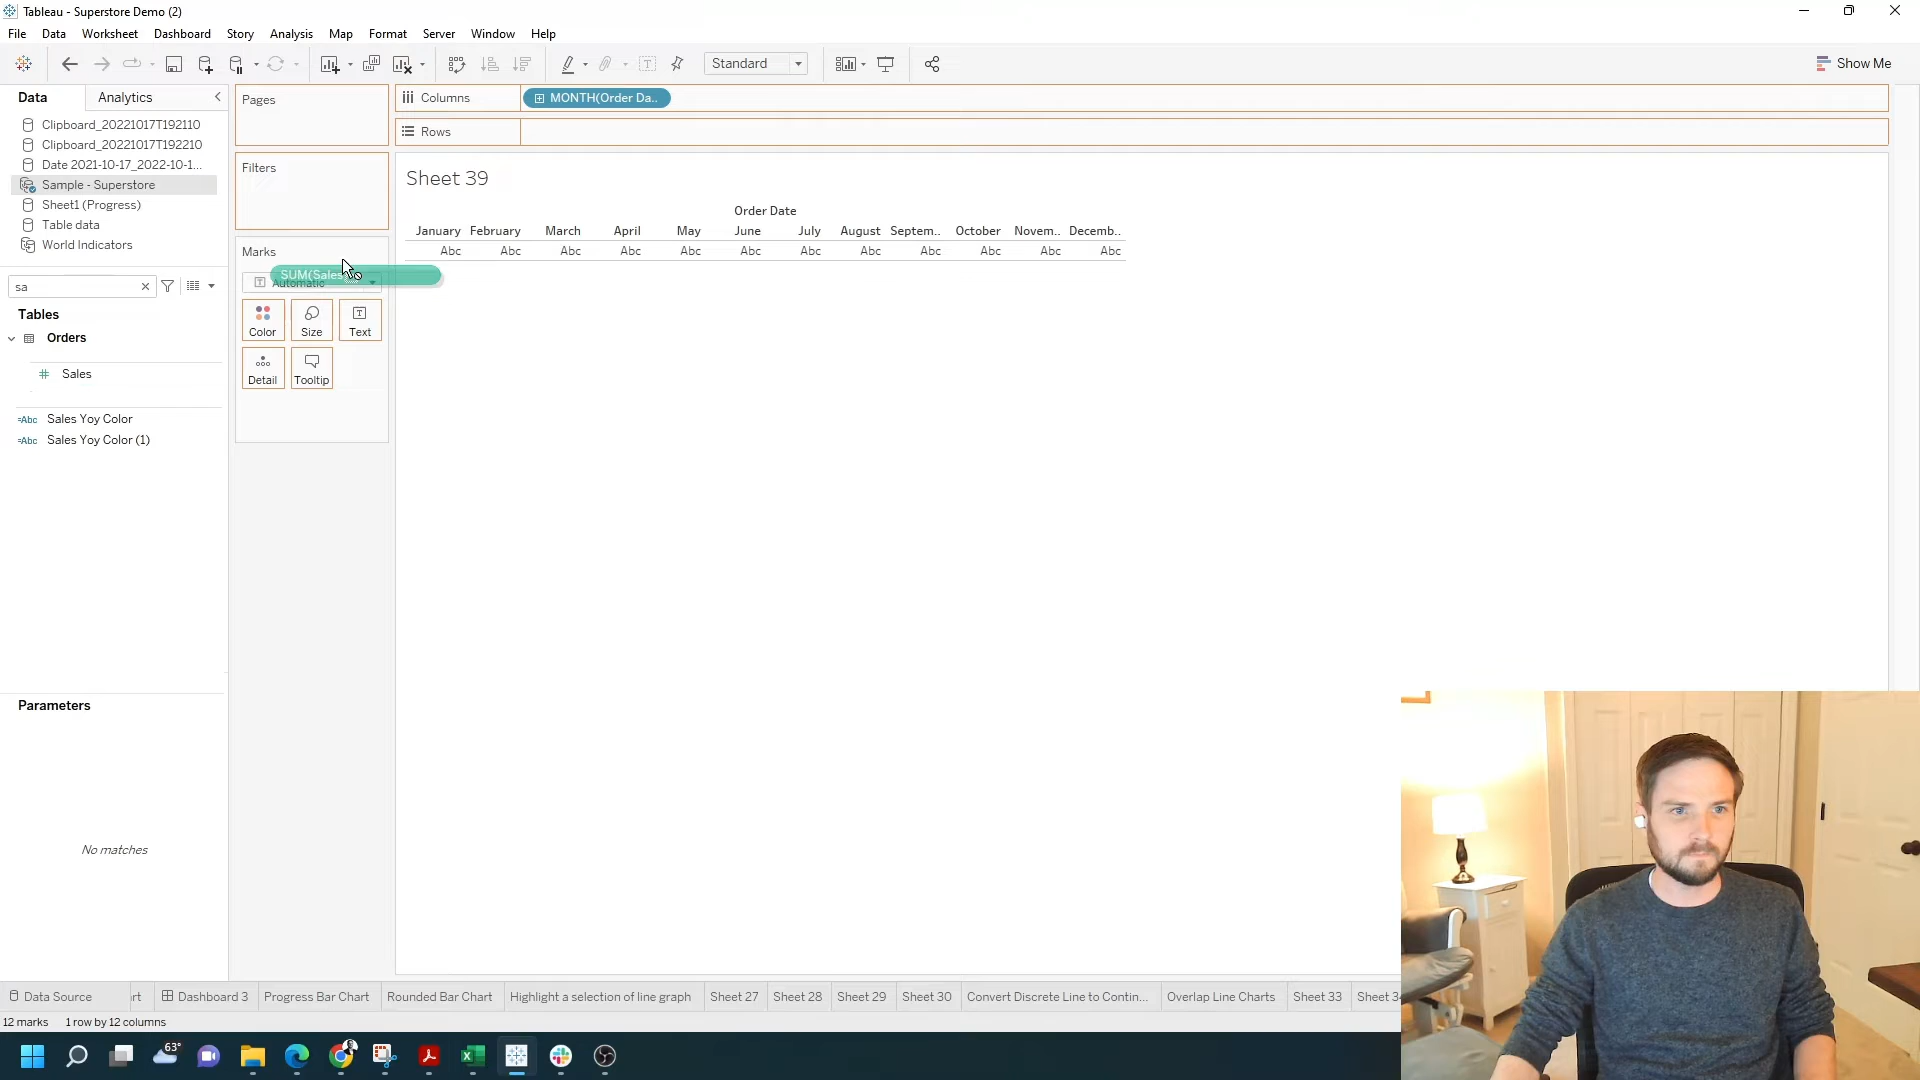 Tableau - Superstore Demo (2)
File Data Worksheet Dashboard Story Analysis Map Format Server Window Help
Standard
Show Me
Data Analytics
Pages
Columns
MONTH(Order Da..
Rows
Clipboard_20221017T192110
Clipboard_20221017T192210
Date 2021-10-17_2022-10-1...
Sample - Superstore
Sheet1 (Progress)
Table data
World Indicators
Filters
Sheet 39
Order Date
January February March April May June July August Septem.. October Novem.. Decemb..
Abc Abc Abc Abc Abc Abc Abc Abc Abc Abc Abc Abc
Marks
SUM(Sales
Automatic
Color Size Text
Detail Tooltip
sa
Tables
Orders
Sales
Sales Yoy Color
Sales Yoy Color (1)
Parameters
No matches
Data Source
rt
Dashboard 3
Progress Bar Chart
Rounded Bar Chart
Highlight a selection of line graph
Sheet 27
Sheet 28
Sheet 29
Sheet 30
Convert Discrete Line to Contin...
Overlap Line Charts
Sheet 33
Sheet 3
12 marks 1 row by 12 columns
63°